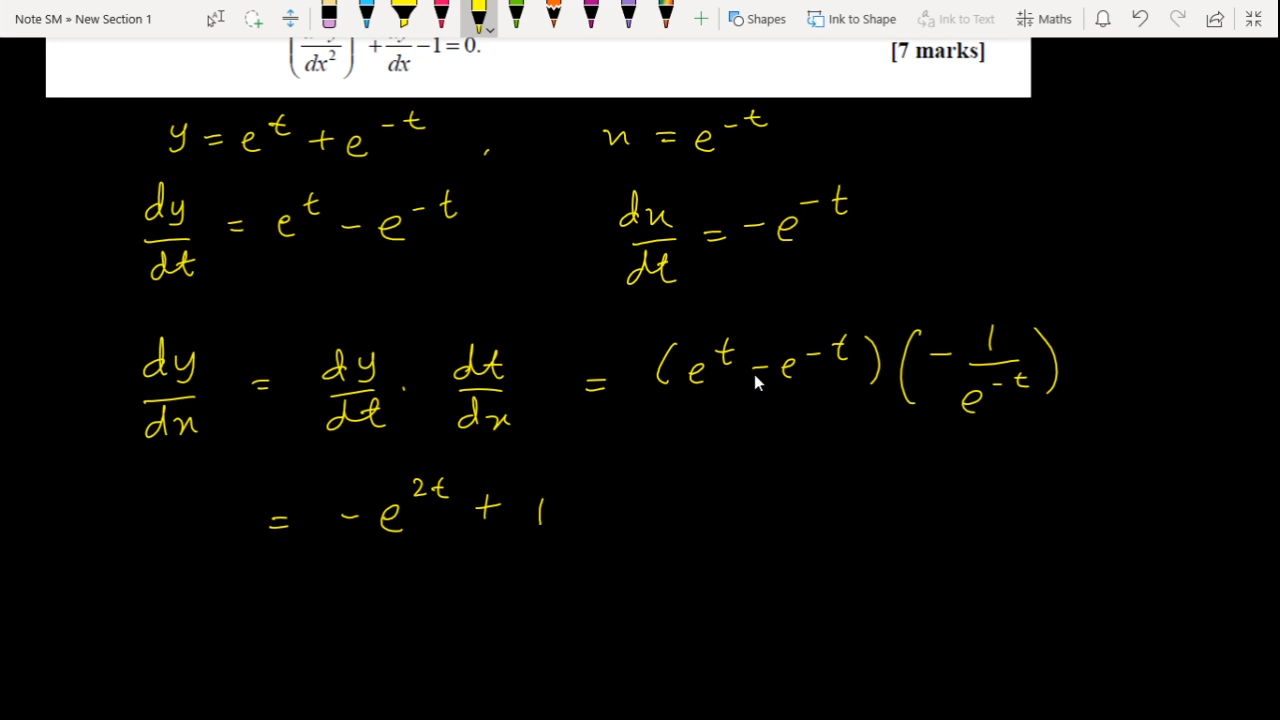 Note SM » New Section 1 Shapes Ink to Shape Ink to Text Maths
dx² + dx −1=0.
[7 marks]
y = e^t + e^-t , x = e^-t
dy/dt = e^t - e^-t dx/dt = -e^-t
dy/dx = dy/dt · dt/dx = (e^t - e^-t)(-1/e^-t)
= -e^2t + 1